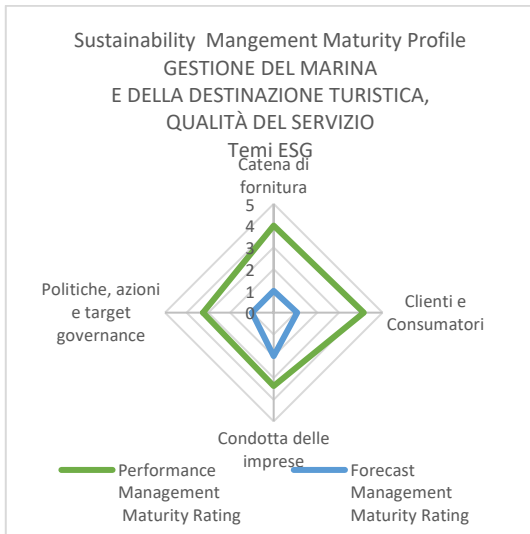 Sustainability Mangement Maturity Profile
GESTIONE DEL MARINA
E DELLA DESTINAZIONE TURISTICA,
QUALITÀ DEL SERVIZIO
Temi ESG
Catena di
fornitura
5
4
3
2
1
0
Politiche, azioni
e target
governance
Clienti e
Consumatori
Condotta delle
imprese
Performance
Management
Maturity Rating
Forecast
Management
Maturity Rating